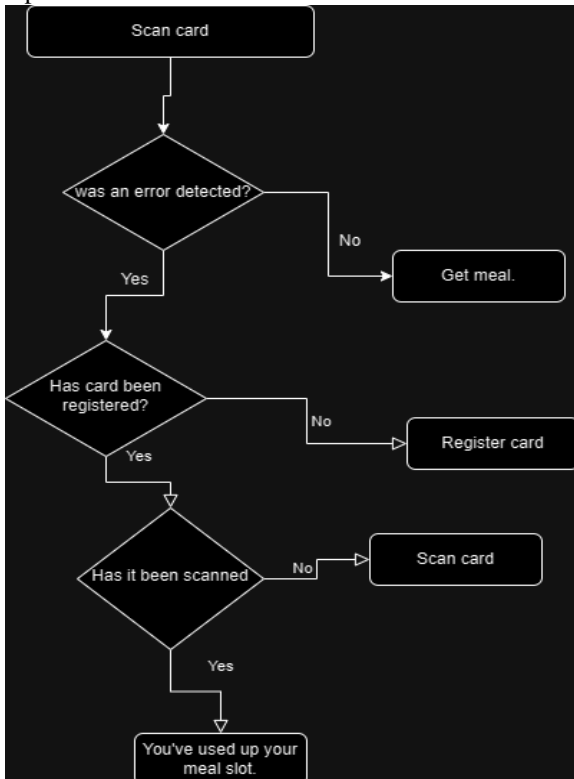 Scan card
was an error detected?
No
Get meal.
Yes
Has card been
registered?
No
Register card
Yes
Has it been scanned
No
Scan card
Yes
You've used up your
meal slot.